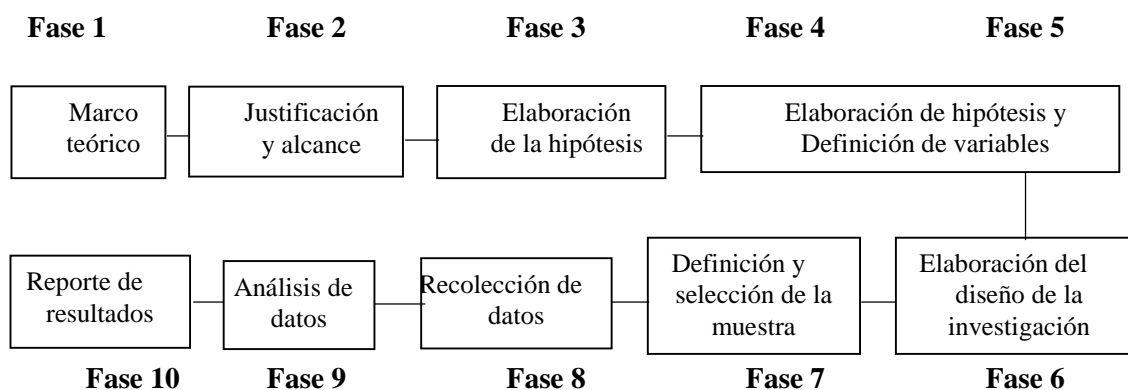 Fase 1 Fase 2 Fase 3 Fase 4 Fase 5
Marco
teórico
Justificación
y alcance
Elaboración
de la hipótesis
Elaboración de hipótesis y
Definición de variables
Reporte de
resultados
Análisis de
datos
Recolección de
datos
Definición y
selección de la
muestra
Elaboración del
diseño de la
investigación
Fase 10 Fase 9 Fase 8 Fase 7 Fase 6